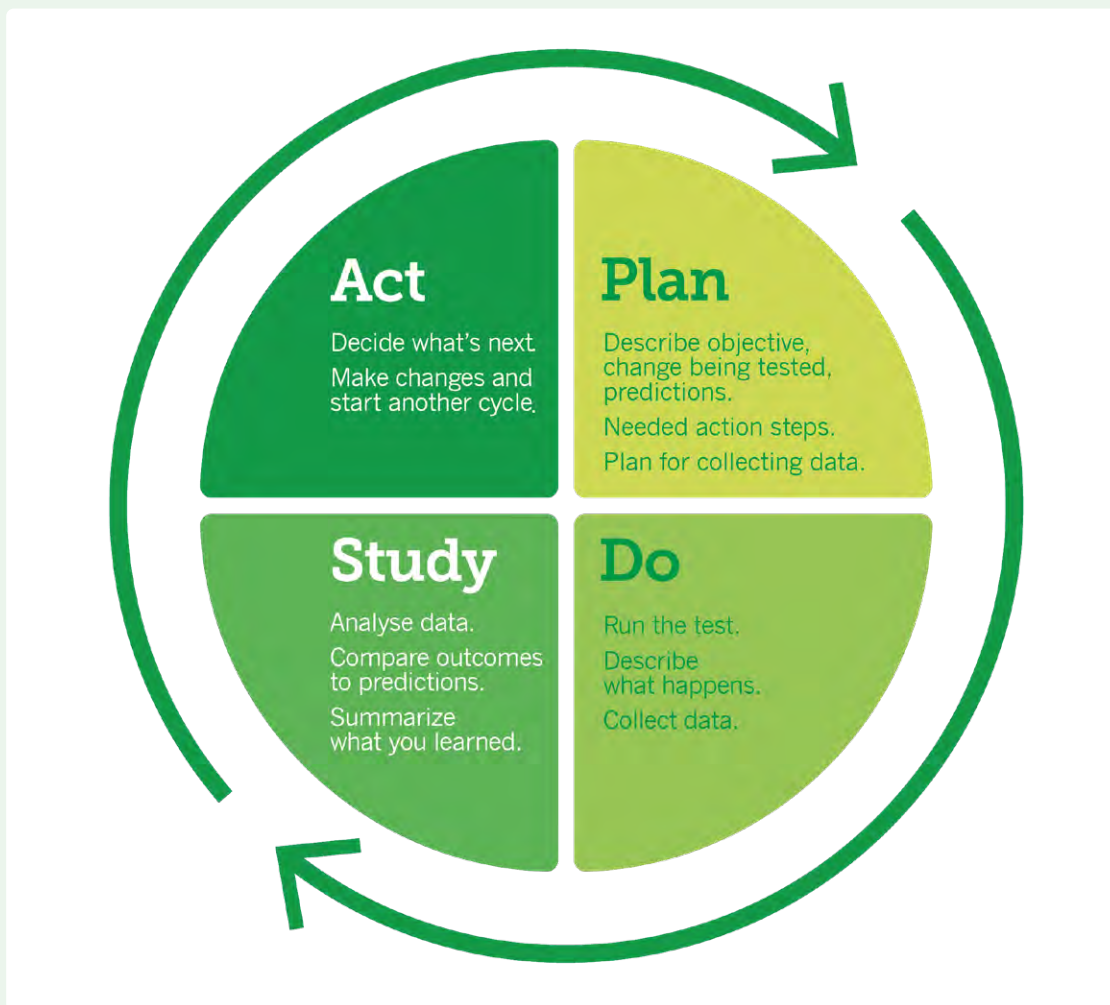 Act
Decide what's next.
Make changes and
start another cycle.
Plan
Describe objective,
change being tested,
predictions.
Needed action steps.
Plan for collecting data.
Study
Analyse data.
Compare outcomes
to predictions.
Summarize
what you learned.
Do
Run the test.
Describe
what happens.
Collect data.